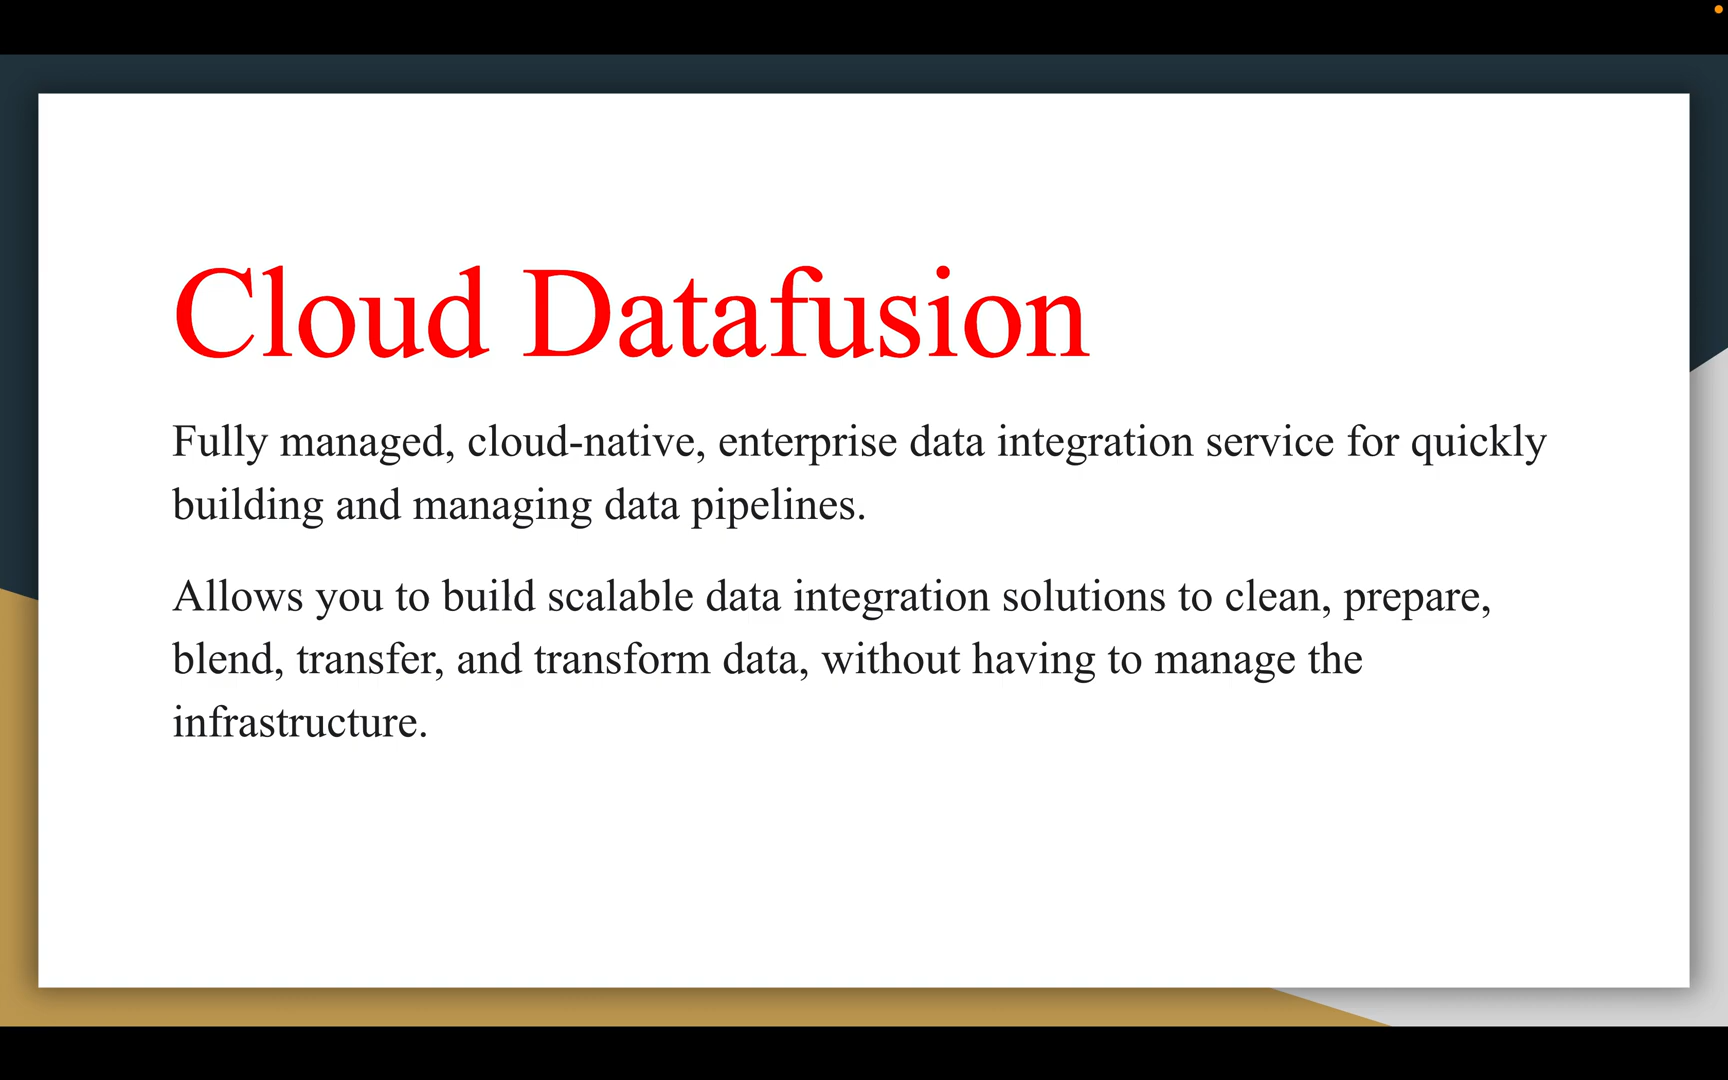 Cloud Datafusion
Fully managed, cloud-native, enterprise data integration service for quickly
building and managing data pipelines.
Allows you to build scalable data integration solutions to clean, prepare,
blend, transfer, and transform data, without having to manage the
infrastructure.